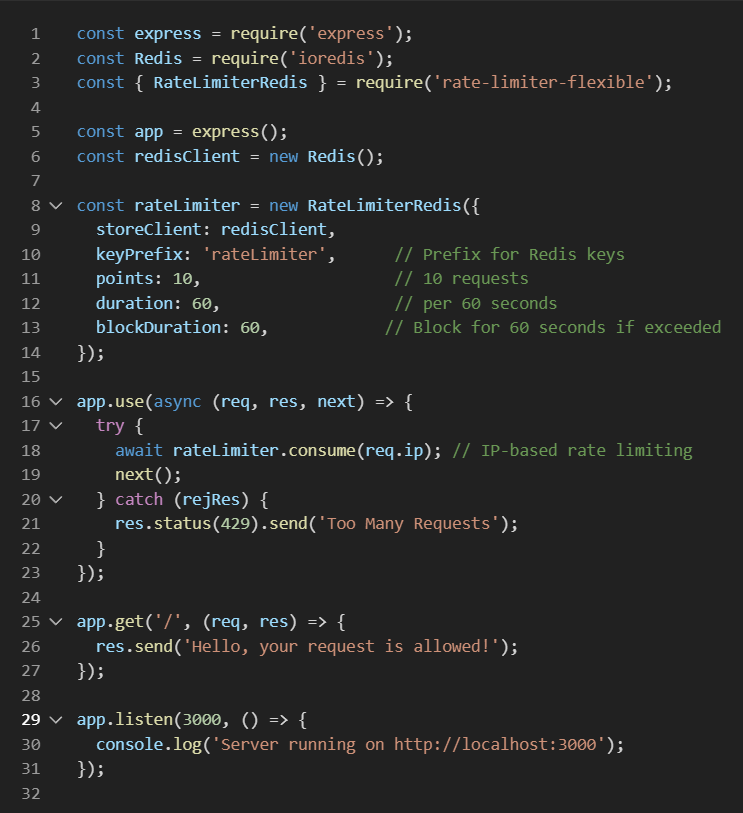 1 const express = require('express');
2 const Redis = require('ioredis');
3 const { RateLimiterRedis } = require('rate-limiter-flexible');
4
5 const app = express();
6 const redisClient = new Redis();
7
8 const rateLimiter = new RateLimiterRedis({
9   storeClient: redisClient,
10   keyPrefix: 'rateLimiter',      // Prefix for Redis keys
11   points: 10,                    // 10 requests
12   duration: 60,                  // per 60 seconds
13   blockDuration: 60,            // Block for 60 seconds if exceeded
14 });
15
16 app.use(async (req, res, next) => {
17   try {
18     await rateLimiter.consume(req.ip); // IP-based rate limiting
19     next();
20   } catch (rejRes) {
21     res.status(429).send('Too Many Requests');
22   }
23 });
24
25 app.get('/', (req, res) => {
26   res.send('Hello, your request is allowed!');
27 });
28
29 app.listen(3000, () => {
30   console.log('Server running on http://localhost:3000');
31 });
32